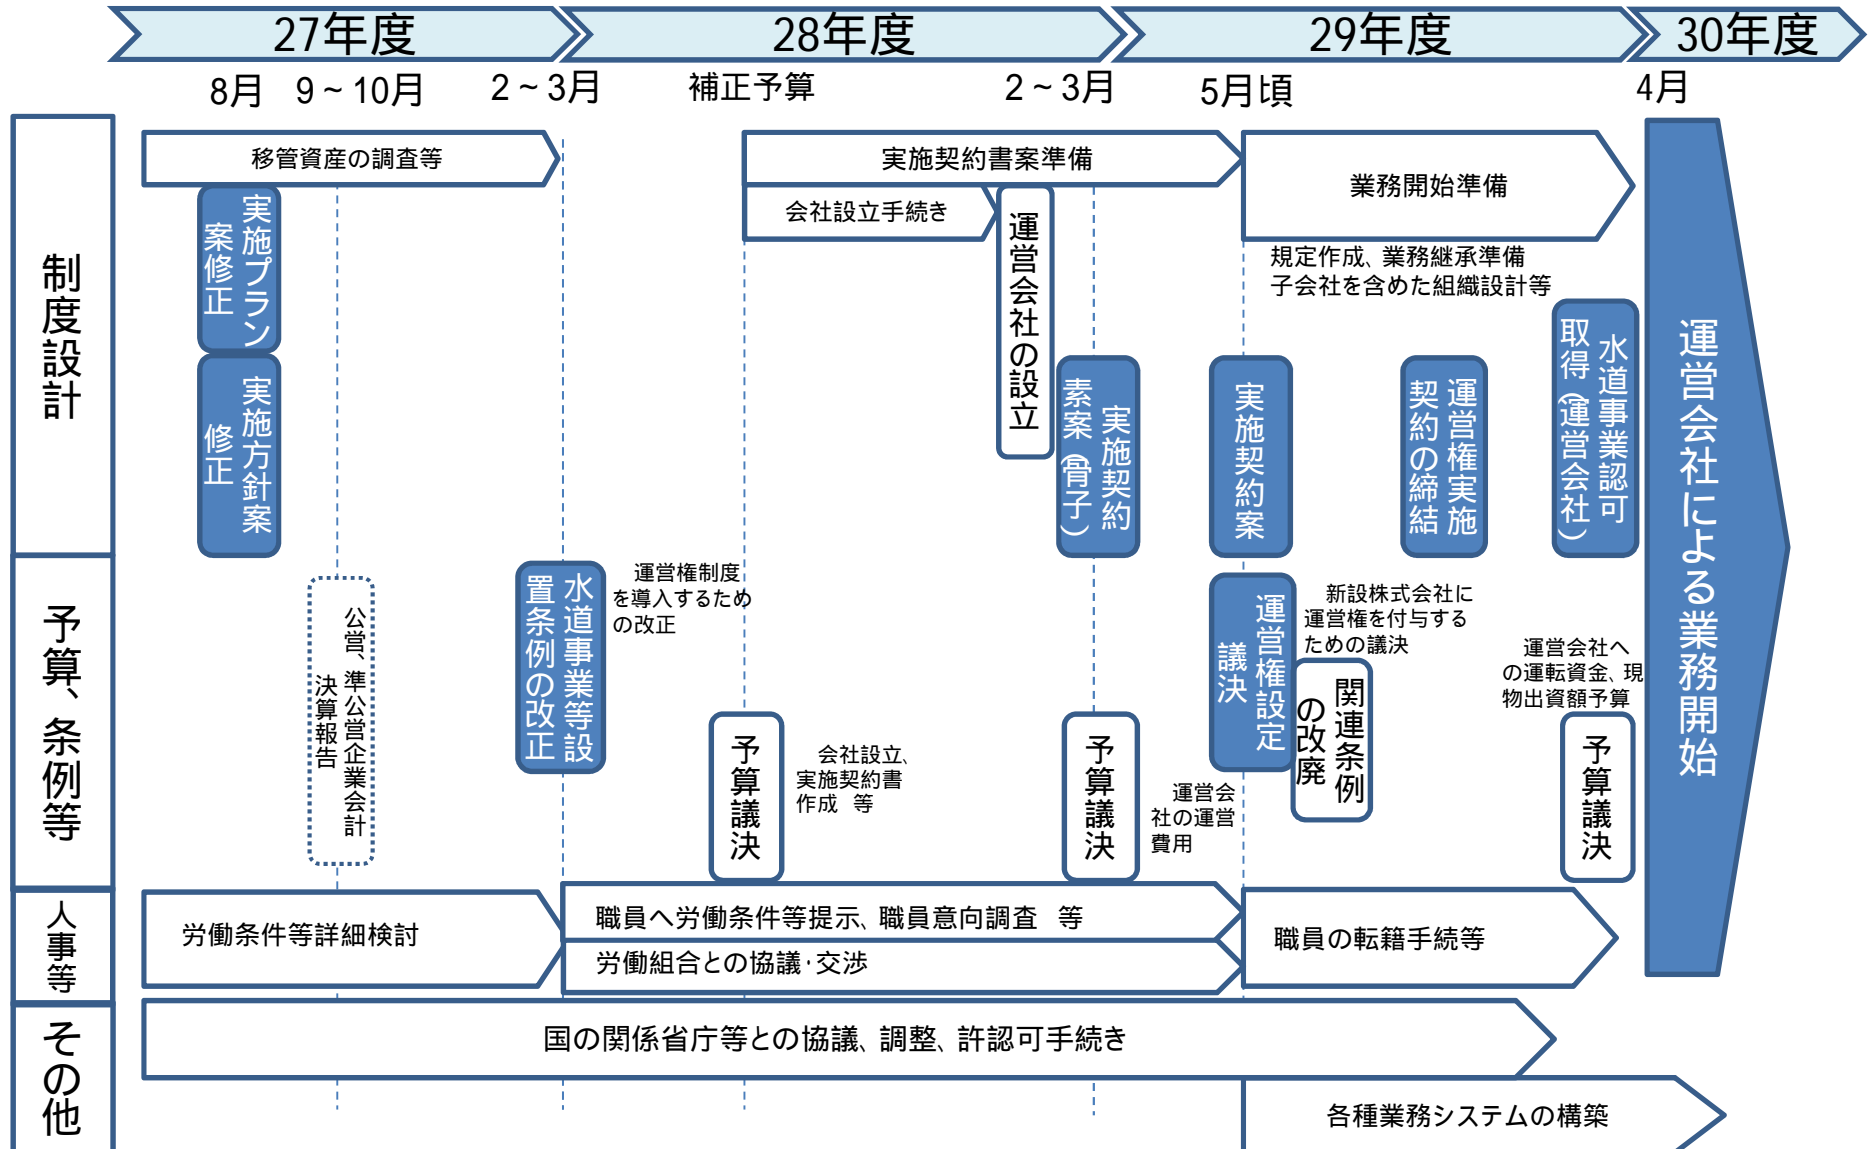 27年度
28年度
29年度
30年度
8月
9～10月
2～3月
補正予算
2～3月
5月頃
4月
制度設計
移管資産の調査等
実施プラン
案修正
実施方針案
修正
実施契約書案準備
会社設立手続き
運営会社の設立
実施契約
素案（骨子）
業務開始準備
規定作成、業務継承準備
子会社を含めた組織設計等
実施契約案
運営権実施
契約の締結
水道事業認可
取得（運営会社）
運営会社による業務開始
予算、条例等
公営、準公営企業会計
決算報告
水道事業等設
置条例の改正
運営権制度
を導入するため
の改正
予算議決
会社設立、
実施契約書
作成 等
予算議決
運営会
社の運営
費用
運営権設定
議決
新設株式会社に
運営権を付与する
ための議決
関連条例
の改廃
運営会社へ
の運転資金、現
物出資額予算
予算議決
人事等
労働条件等詳細検討
職員へ労働条件等提示、職員意向調査 等
労働組合との協議・交渉
職員の転籍手続等
その他
国の関係省庁等との協議、調整、許認可手続き
各種業務システムの構築